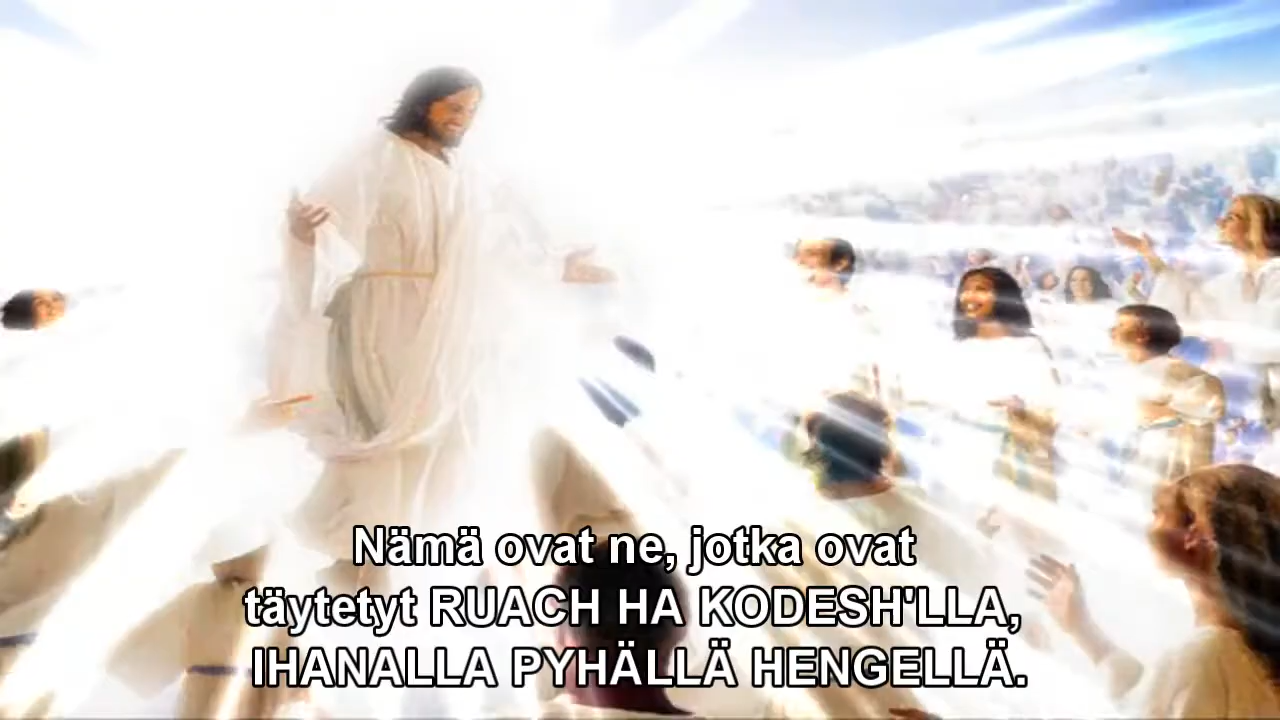 Nämä ovat ne, jotka ovat
täytetyt RUACH HA KODESH'LLA,
IHANALLA PYHÄLLÄ HENGELLÄ.